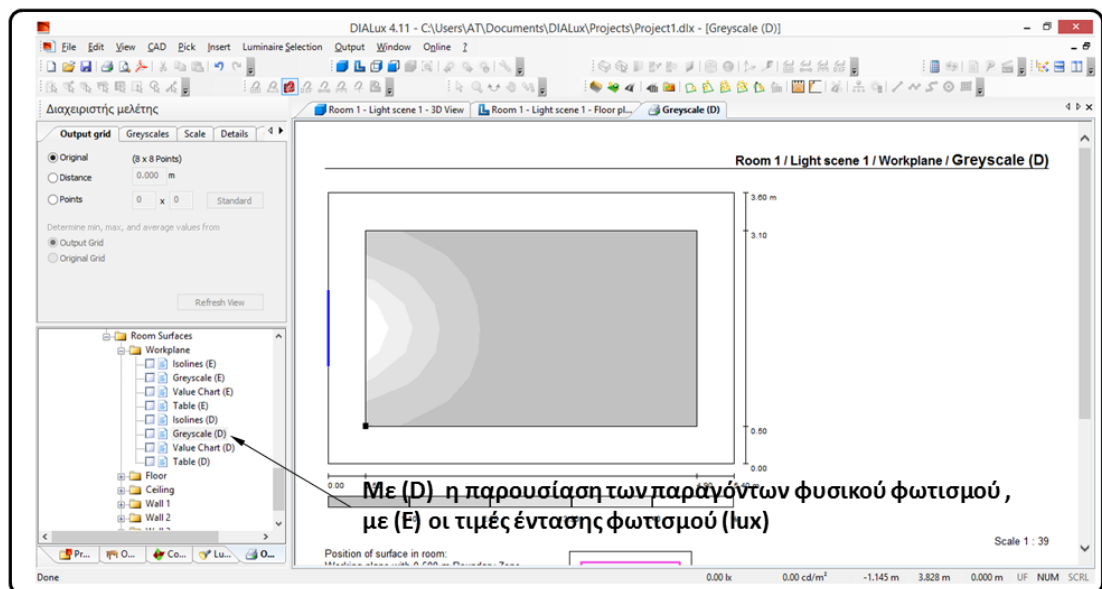 DIALux 4.11 - C:\Users\AT\Documents\DIALux\Projects\Project1.dlx - [Greyscale (D)]
File Edit View CAD Pick Insert Luminaire Selection Output Window Online ?
Διαχειριστής μελέτης
Room 1 - Light scene 1 - 3D View
Room 1 - Light scene 1 - Floor pl...
Greyscale (D)
Output grid Greyscales Scale Details
Original (8 x 8 Points)
Distance 0.000 m
Points 0 x 0 Standard
Determine min, max, and average values from
Output Grid
Original Grid
Refresh View
Room Surfaces
Workplane
Isolines (E)
Greyscale (E)
Value Chart (E)
Table (E)
Isolines (D)
Greyscale (D)
Value Chart (D)
Table (D)
Floor
Ceiling
Wall 1
Wall 2
Pr... O... Co... Lu... O...
Room 1 / Light scene 1 / Workplane / Greyscale (D)
3.60 m
3.10
0.50
0.00
0.00
Με (D) η παρουσίαση των παραγόντων φυσικού φωτισμού ,
με (E) οι τιμές έντασης φωτισμού (lux)
Scale 1 : 39
Position of surface in room:
Done 0.00 lx 0.00 cd/m² -1.145 m 3.828 m 0.000 m UF NUM SCRL